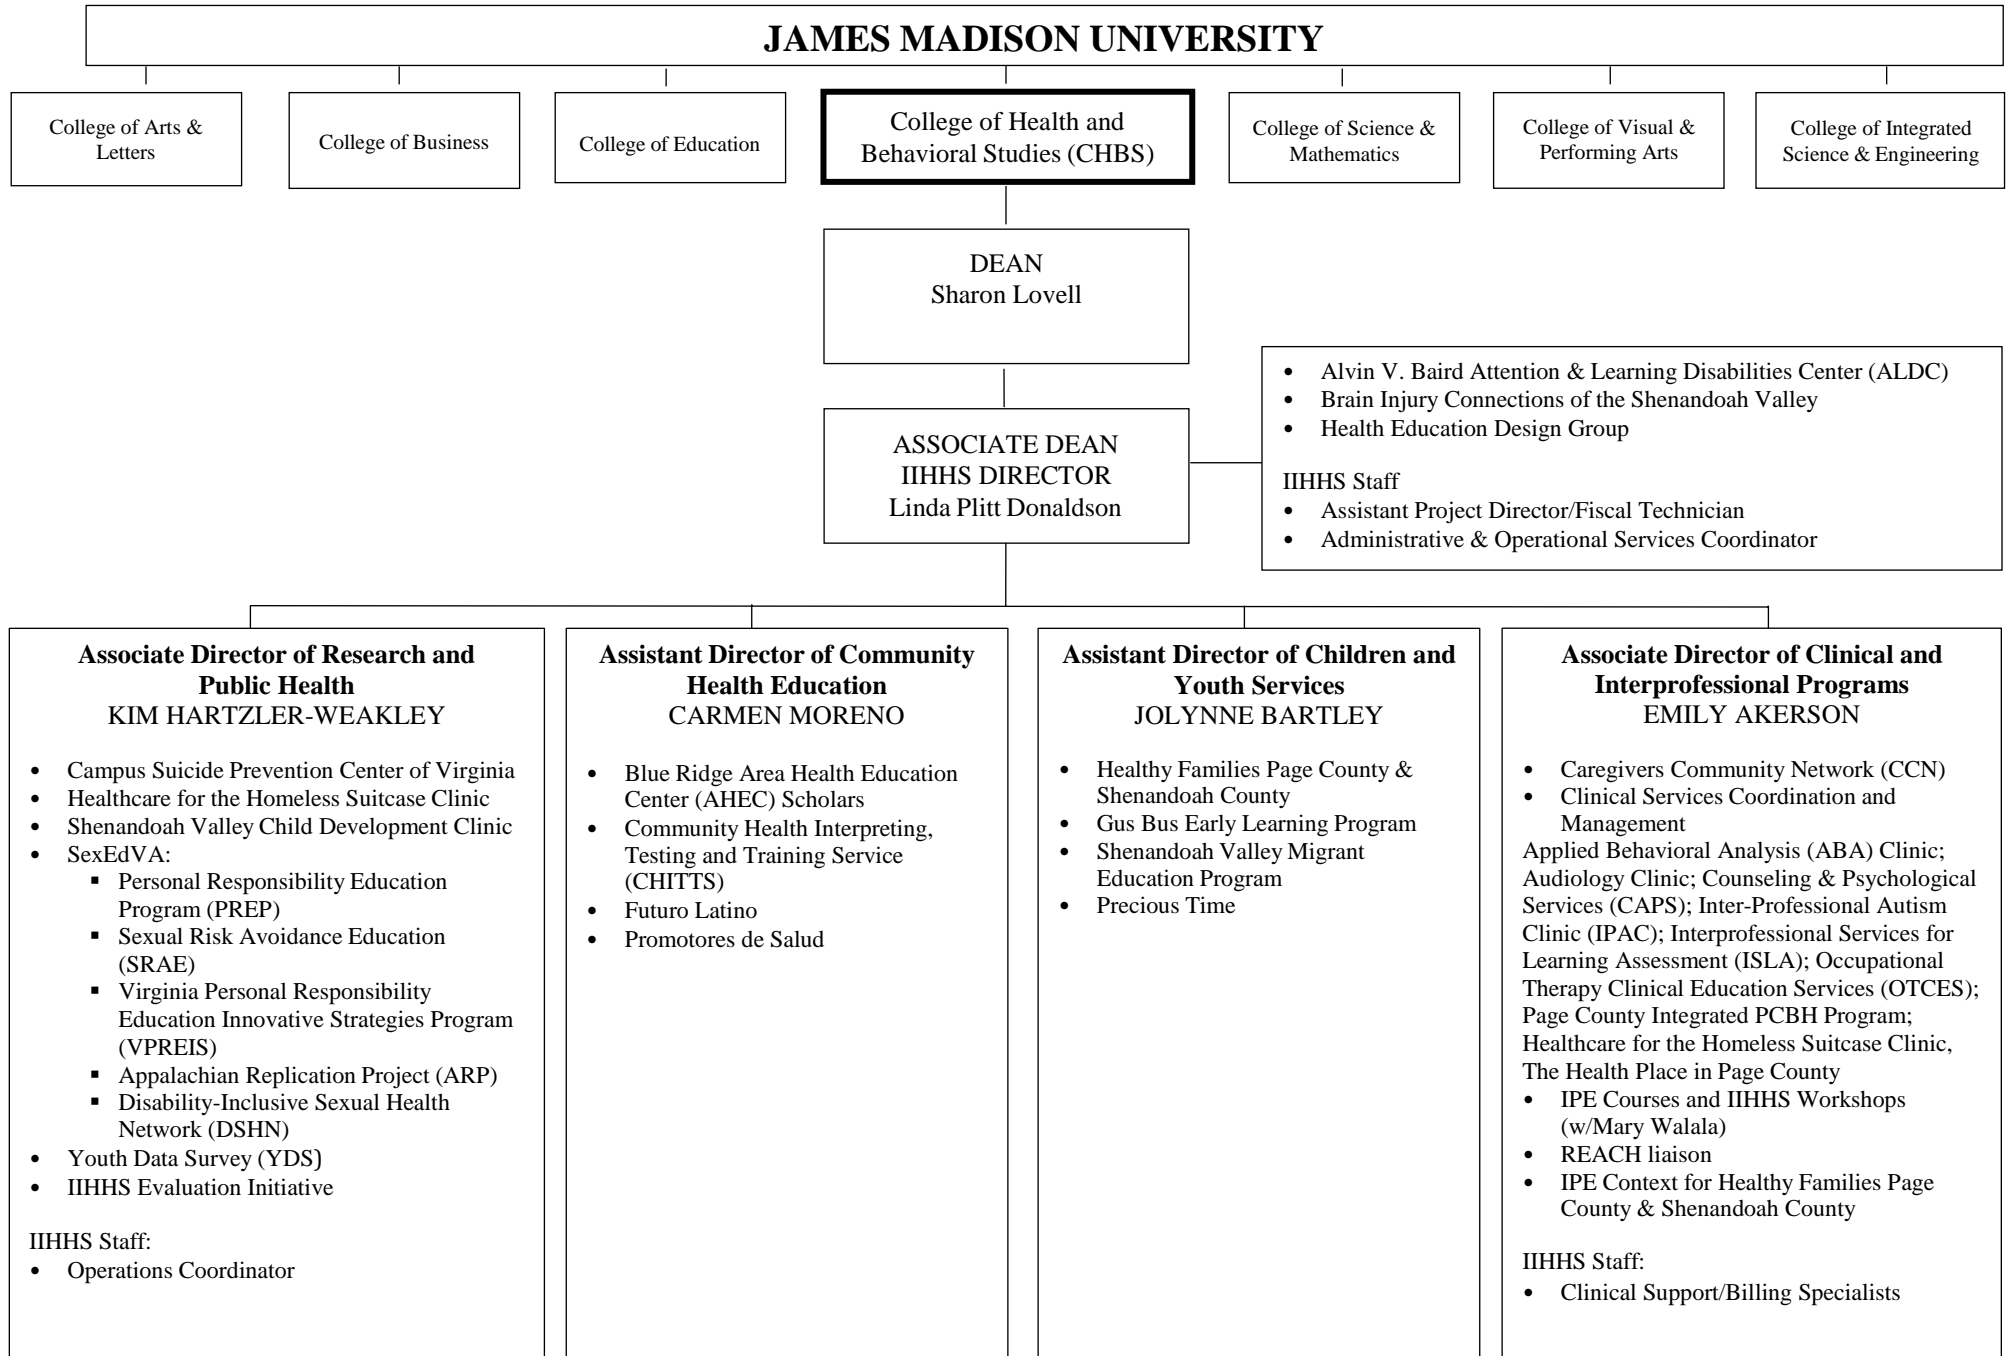 JAMES MADISON UNIVERSITY
College of Arts &
Letters
College of Business
College of Education
College of Health and
Behavioral Studies (CHBS)
College of Science &
Mathematics
College of Visual &
Performing Arts
College of Integrated
Science & Engineering
DEAN
Sharon Lovell
ASSOCIATE DEAN
IIHHS DIRECTOR
Linda Plitt Donaldson
• Alvin V. Baird Attention & Learning Disabilities Center (ALDC)
• Brain Injury Connections of the Shenandoah Valley
• Health Education Design Group
IIHHS Staff
• Assistant Project Director/Fiscal Technician
• Administrative & Operational Services Coordinator
Associate Director of Research and
Public Health
KIM HARTZLER-WEAKLEY
• Campus Suicide Prevention Center of Virginia
• Healthcare for the Homeless Suitcase Clinic
• Shenandoah Valley Child Development Clinic
• SexEdVA:
▪ Personal Responsibility Education
Program (PREP)
▪ Sexual Risk Avoidance Education
(SRAE)
▪ Virginia Personal Responsibility
Education Innovative Strategies Program
(VPREIS)
▪ Appalachian Replication Project (ARP)
▪ Disability-Inclusive Sexual Health
Network (DSHN)
• Youth Data Survey (YDS)
• IIHHS Evaluation Initiative
IIHHS Staff:
• Operations Coordinator
Assistant Director of Community
Health Education
CARMEN MORENO
• Blue Ridge Area Health Education
Center (AHEC) Scholars
• Community Health Interpreting,
Testing and Training Service
(CHITTS)
• Futuro Latino
• Promotores de Salud
Assistant Director of Children and
Youth Services
JOLYNNE BARTLEY
• Healthy Families Page County &
Shenandoah County
• Gus Bus Early Learning Program
• Shenandoah Valley Migrant
Education Program
• Precious Time
Associate Director of Clinical and
Interprofessional Programs
EMILY AKERSON
• Caregivers Community Network (CCN)
• Clinical Services Coordination and
Management
Applied Behavioral Analysis (ABA) Clinic;
Audiology Clinic; Counseling & Psychological
Services (CAPS); Inter-Professional Autism
Clinic (IPAC); Interprofessional Services for
Learning Assessment (ISLA); Occupational
Therapy Clinical Education Services (OTCES);
Page County Integrated PCBH Program;
Healthcare for the Homeless Suitcase Clinic,
The Health Place in Page County
• IPE Courses and IIHHS Workshops
(w/Mary Walala)
• REACH liaison
• IPE Context for Healthy Families Page
County & Shenandoah County
IIHHS Staff:
• Clinical Support/Billing Specialists